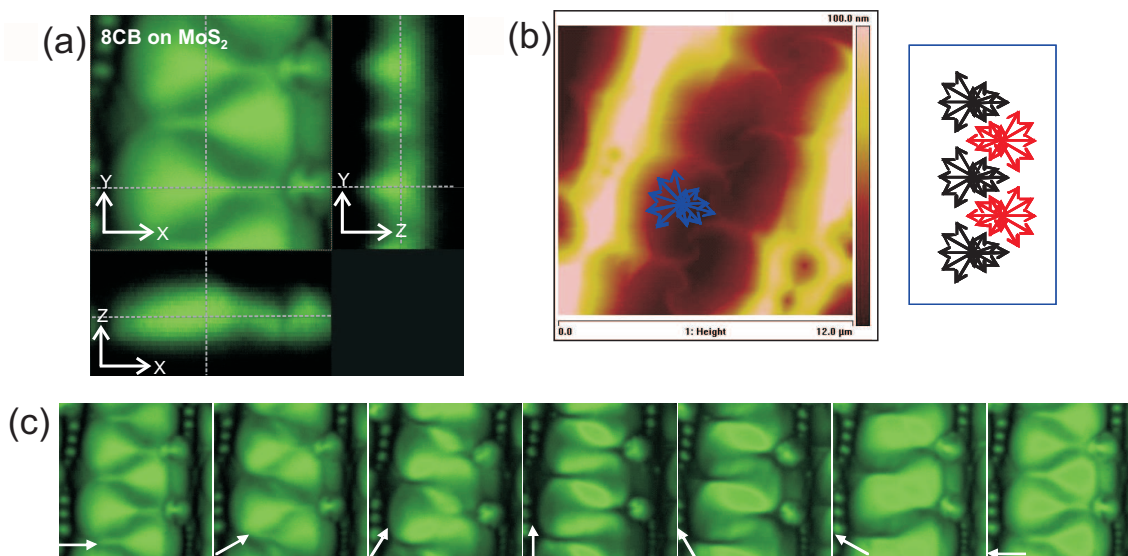 (a)
8CB on MoS₂
Y
X
Y
Z
Z
X
(b)
100.0 nm
0.0
1: Height
12.0 µm
(c)